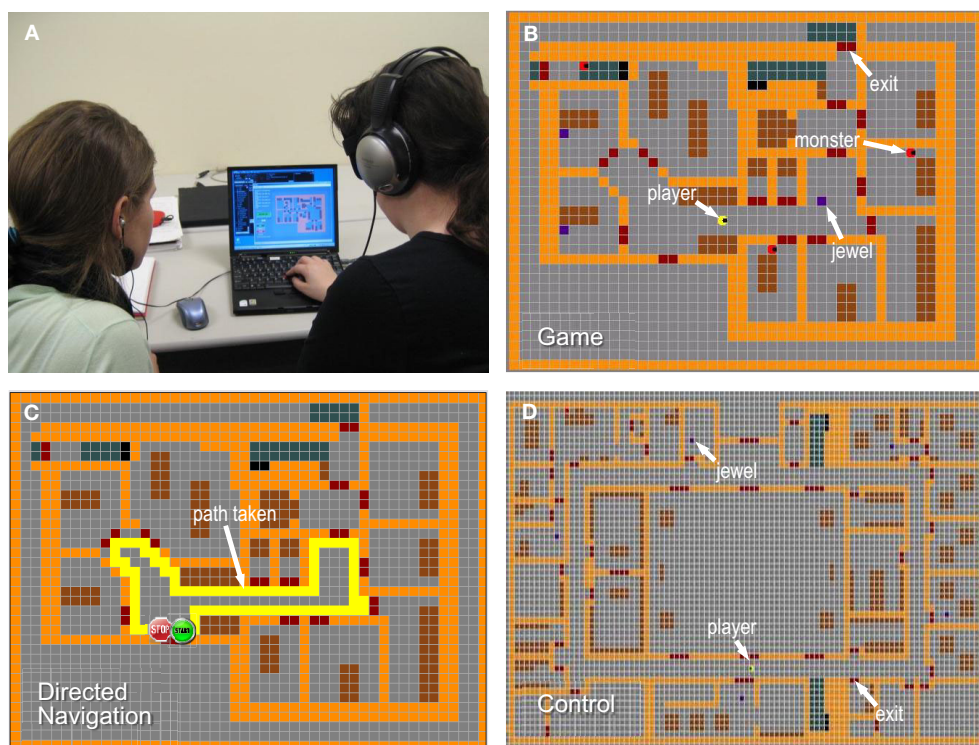 A
B
exit
monster
player
jewel
Game
C
path taken
STOP
START
Directed
Navigation
D
jewel
player
exit
Control